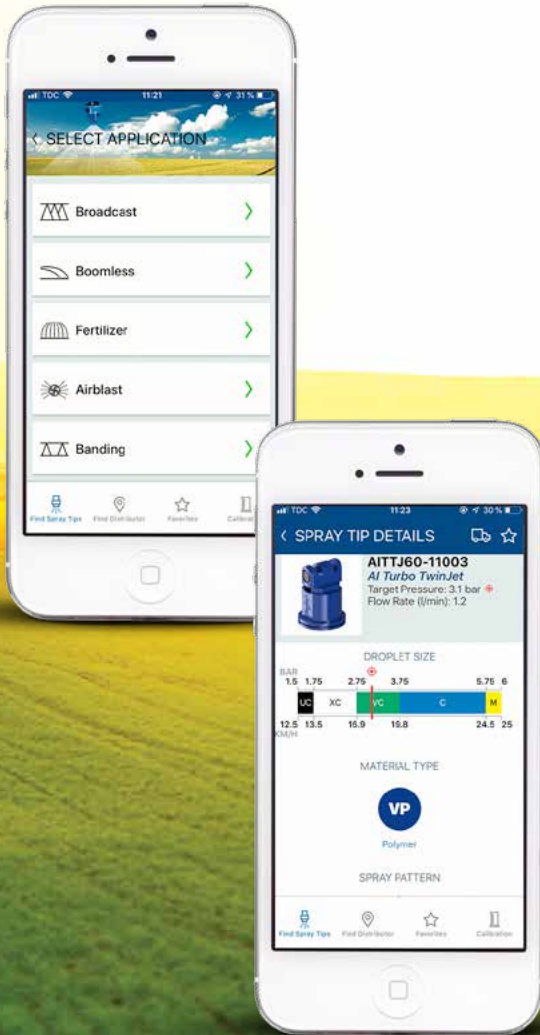 TDC 11:21 31%
SELECT APPLICATION
Broadcast
Boomless
Fertilizer
Airblast
Banding
Find Spray Tips Find Distributor Favorites
TDC 11:23 30%
SPRAY TIP DETAILS
AITTJ60-11003
AI Turbo TwinJet
Target Pressure: 3.1 bar
Flow Rate (l/min): 1.2
DROPLET SIZE
BAR
1.5 1.75 2.75 3.75 5.75 6
UC XC VC C M
12.5 13.5 16.9 19.8 24.5 25
KM/H
MATERIAL TYPE
VP
Polymer
SPRAY PATTERN
Find Spray Tips Find Distributor Favorites Calibration